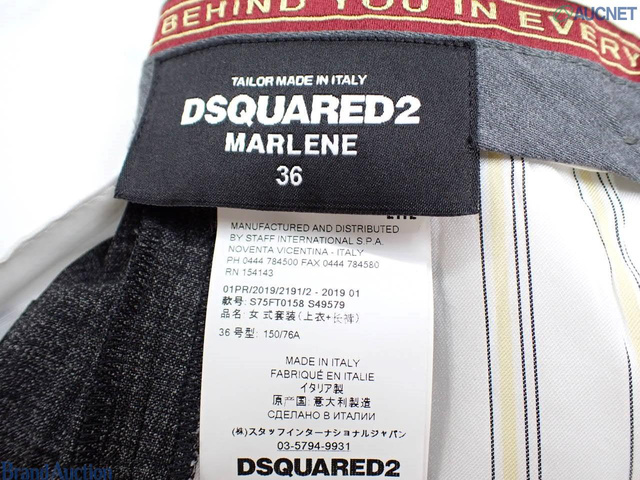 BEHIND YOU IN EVERY
AUCNET
TAILOR MADE IN ITALY
DSQUARED2
MARLENE
36
MANUFACTURED AND DISTRIBUTED
BY STAFF INTERNATIONAL S.P.A.
NOVENTA VICENTINA - ITALY
PH 0444 784500 FAX 0444 784580
RN 154143
01PR/2019/2191/2 - 2019 01
款号: S75FT0158 S49579
品名: 女式套装(上衣+长裤)
36 号型: 150/76A
MADE IN ITALY
FABRIQUÉ EN ITALIE
イタリア製
原产国: 意大利製造
СДЕЛАНО В ИТАЛИИ
(株)スタッフインターナショナルジャパン
03-5794-9931
DSQUARED2
Brand Auction